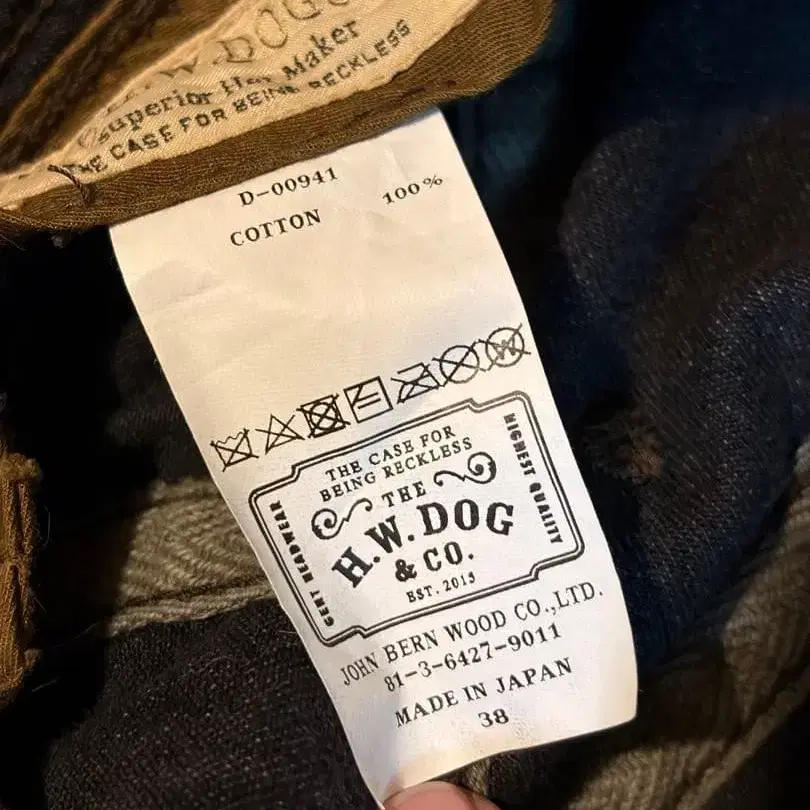 H.W.DOG
Superior Hat Maker
THE CASE FOR BEING RECKLESS
D-00941
COTTON 100%
W
THE CASE FOR
BEING RECKLESS
THE
H.W.DOG
& CO.
EST. 2015
GENT HEADWEAR
HIGHEST QUALITY
JOHN BERN WOOD CO.,LTD.
81-3-6427-9011
MADE IN JAPAN
38